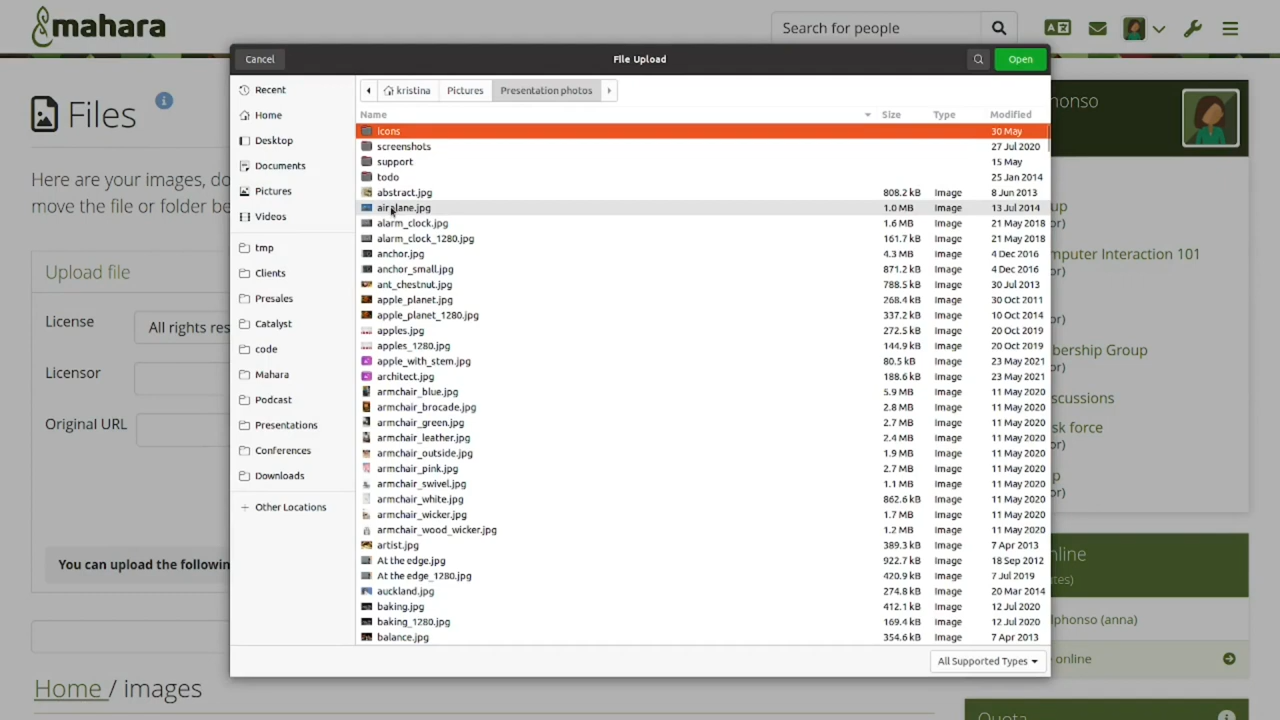 mahara
Search for people
Cancel
File Upload
Open
Files
Here are your images, do
move the file or folder be
Upload file
License
All rights res
Licensor
Original URL
You can upload the followin
Home / images
Recent
Home
Desktop
Documents
Pictures
Videos
tmp
Clients
Presales
Catalyst
code
Mahara
Podcast
Presentations
Conferences
Downloads
Other Locations
kristina Pictures Presentation photos
Name Size Type Modified
icons 30 May
screenshots 27 Jul 2020
support 15 May
todo 25 Jan 2014
abstract.jpg 808.2 kB Image 8 Jun 2013
airplane.jpg 1.0 MB Image 13 Jul 2014
alarm_clock.jpg 1.6 MB Image 21 May 2018
alarm_clock_1280.jpg 161.7 kB Image 21 May 2018
anchor.jpg 4.3 MB Image 4 Dec 2016
anchor_small.jpg 871.2 kB Image 4 Dec 2016
ant_chestnut.jpg 788.5 kB Image 30 Jul 2013
apple_planet.jpg 268.4 kB Image 30 Oct 2011
apple_planet_1280.jpg 337.2 kB Image 10 Oct 2014
apples.jpg 272.5 kB Image 20 Oct 2019
apples_1280.jpg 144.9 kB Image 20 Oct 2019
apple_with_stem.jpg 80.5 kB Image 23 May 2021
architect.jpg 188.6 kB Image 23 May 2021
armchair_blue.jpg 5.9 MB Image 11 May 2020
armchair_brocade.jpg 2.8 MB Image 11 May 2020
armchair_green.jpg 2.7 MB Image 11 May 2020
armchair_leather.jpg 2.4 MB Image 11 May 2020
armchair_outside.jpg 1.9 MB Image 11 May 2020
armchair_pink.jpg 2.7 MB Image 11 May 2020
armchair_swivel.jpg 1.1 MB Image 11 May 2020
armchair_white.jpg 862.6 kB Image 11 May 2020
armchair_wicker.jpg 1.7 MB Image 11 May 2020
armchair_wood_wicker.jpg 1.2 MB Image 11 May 2020
artist.jpg 389.3 kB Image 7 Apr 2013
At the edge.jpg 922.7 kB Image 18 Sep 2012
At the edge_1280.jpg 420.9 kB Image 7 Jul 2019
auckland.jpg 274.8 kB Image 20 Mar 2014
baking.jpg 412.1 kB Image 12 Jul 2020
baking_1280.jpg 169.4 kB Image 12 Jul 2020
balance.jpg 354.6 kB Image 7 Apr 2013
All Supported Types
onso
up
or)
mputer Interaction 101
or)
or)
bership Group
or)
scussions
sk force
or)
p
or)
nline
tes)
lphonso (anna)
online
Quota